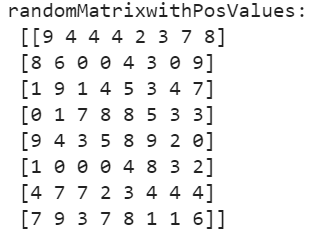 randomMatrixwithPosValues:
[[9 4 4 4 2 3 7 8]
[8 6 0 0 4 3 0 9]
[1 9 1 4 5 3 4 7]
[0 1 7 8 8 5 3 3]
[9 4 3 5 8 9 2 0]
[1 0 0 0 4 8 3 2]
[4 7 7 2 3 4 4 4]
[7 9 3 7 8 1 1 6]]